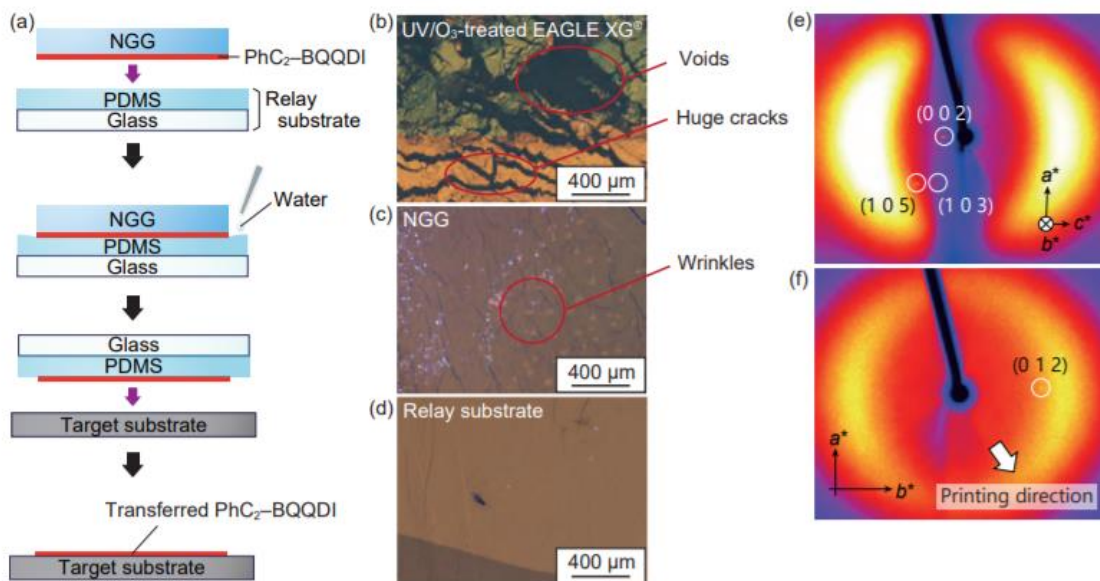 (a)
NGG
PhC₂–BQQDI
PDMS
Glass
Relay
substrate
Water
NGG
PDMS
Glass
Glass
PDMS
Target substrate
Transferred PhC₂–BQQDI
Target substrate
(b)
UV/O₃-treated EAGLE XG®
Voids
Huge cracks
400 µm
(c)
NGG
Wrinkles
400 µm
(d)
Relay substrate
400 µm
(e)
(0 0 2)
(1 0 5)
(1 0 3)
a*
b*
c*
(f)
(0 1 2)
a*
b*
Printing direction